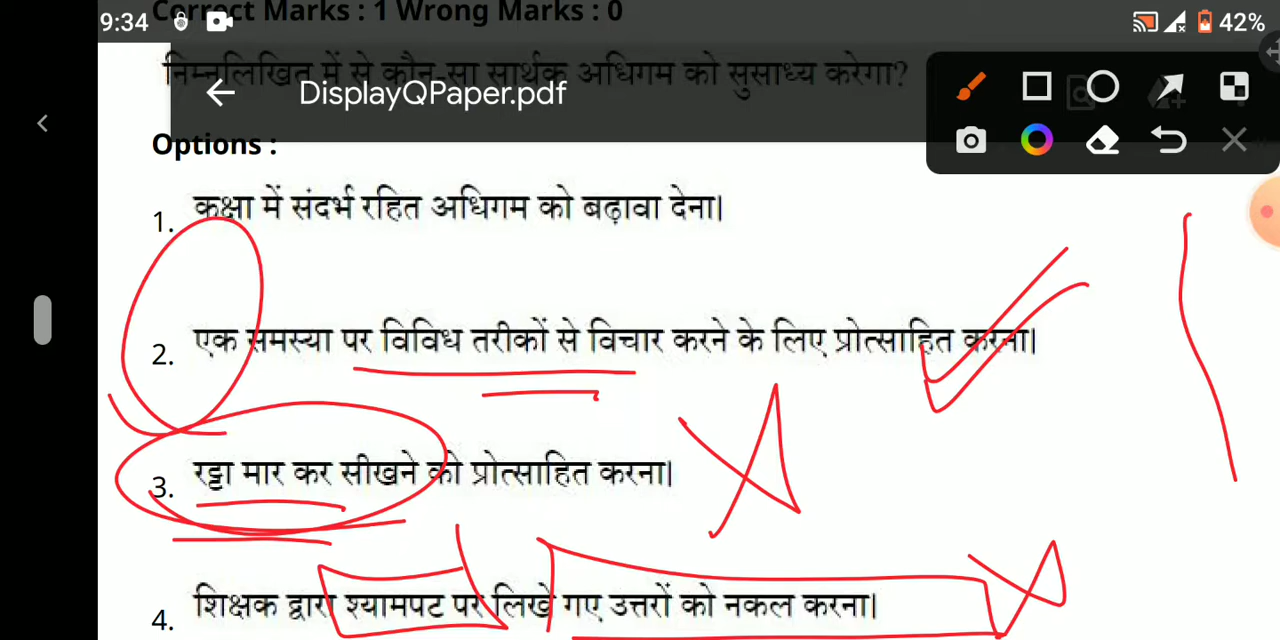 Correct Marks : 1 Wrong Marks : 0
9:34
42%
निम्नलिखित में से कौन-सा सार्थक अधिगम को सुसाध्य करेगा?
DisplayQPaper.pdf
Options :
1. कक्षा में संदर्भ रहित अधिगम को बढ़ावा देना।
2. एक समस्या पर विविध तरीकों से विचार करने के लिए प्रोत्साहित करना।
3. रट्टा मार कर सीखने को प्रोत्साहित करना।
4. शिक्षक द्वारा श्यामपट पर लिखे गए उत्तरों को नकल करना।